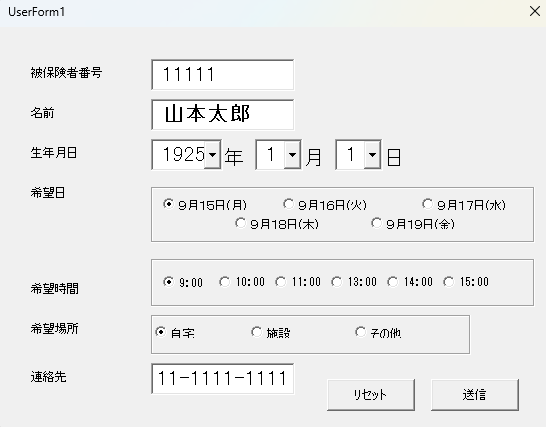 UserForm1
被保険者番号 11111
名前 山本太郎
生年月日 1925 年 1 月 1 日
希望日 9月15日(月) 9月16日(火) 9月17日(水)
9月18日(木) 9月19日(金)
希望時間 9:00 10:00 11:00 13:00 14:00 15:00
希望場所 自宅 施設 その他
連絡先 11-1111-1111
リセット 送信